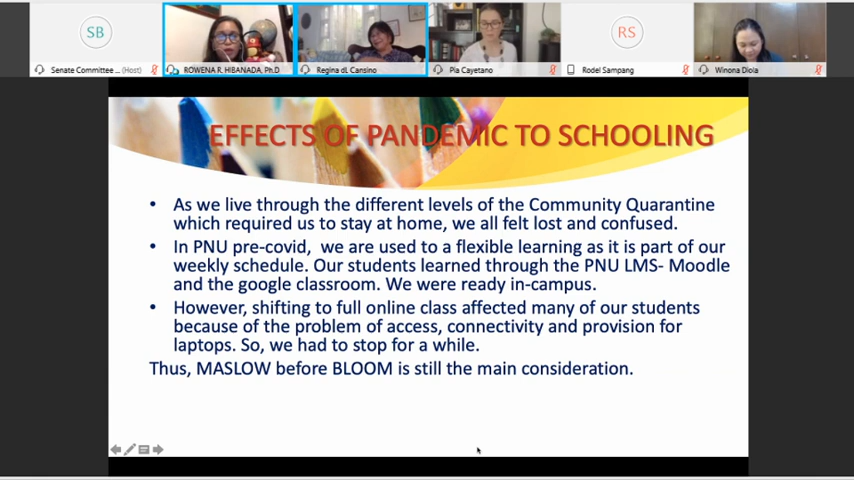 SB
RS
Senate Committee ... (Host)
ROWENA R. HIBANADA, Ph.D
Regina dL Cansino
Pia Cayetano
Rodel Sampang
Winona Diola
EFFECTS OF PANDEMIC TO SCHOOLING
• As we live through the different levels of the Community Quarantine
which required us to stay at home, we all felt lost and confused.
• In PNU pre-covid, we are used to a flexible learning as it is part of our
weekly schedule. Our students learned through the PNU LMS- Moodle
and the google classroom. We were ready in-campus.
• However, shifting to full online class affected many of our students
because of the problem of access, connectivity and provision for
laptops. So, we had to stop for a while.
Thus, MASLOW before BLOOM is still the main consideration.